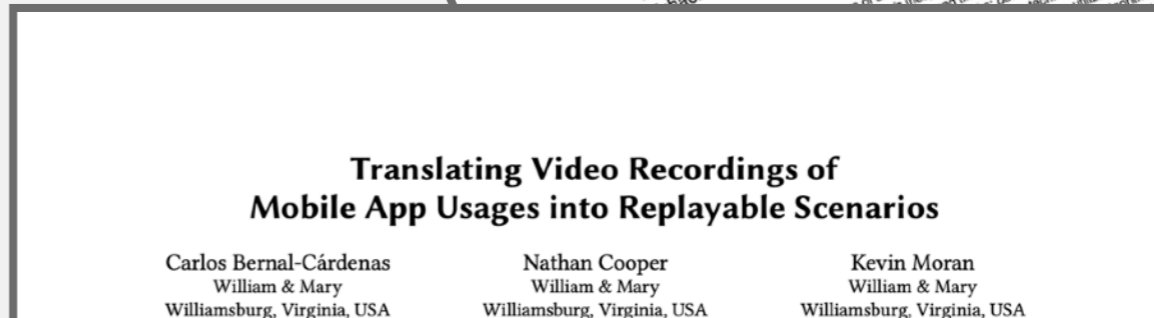 Translating Video Recordings of
Mobile App Usages into Replayable Scenarios
Carlos Bernal-Cárdenas
William & Mary
Williamsburg, Virginia, USA
Nathan Cooper
William & Mary
Williamsburg, Virginia, USA
Kevin Moran
William & Mary
Williamsburg, Virginia, USA